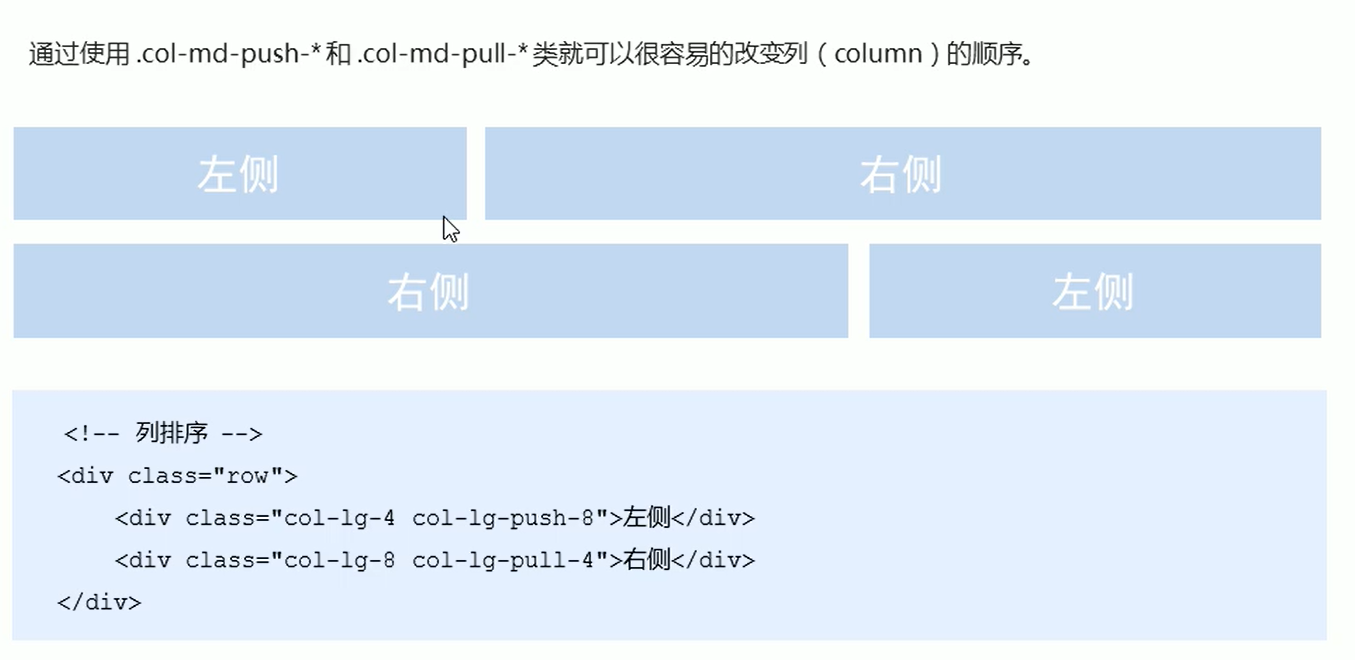 通过使用 .col-md-push-* 和 .col-md-pull-* 类就可以很容易的改变列（column）的顺序。
左侧 右侧
右侧 左侧
<!-- 列排序 -->
<div class="row">
    <div class="col-lg-4 col-lg-push-8">左侧</div>
    <div class="col-lg-8 col-lg-pull-4">右侧</div>
</div>